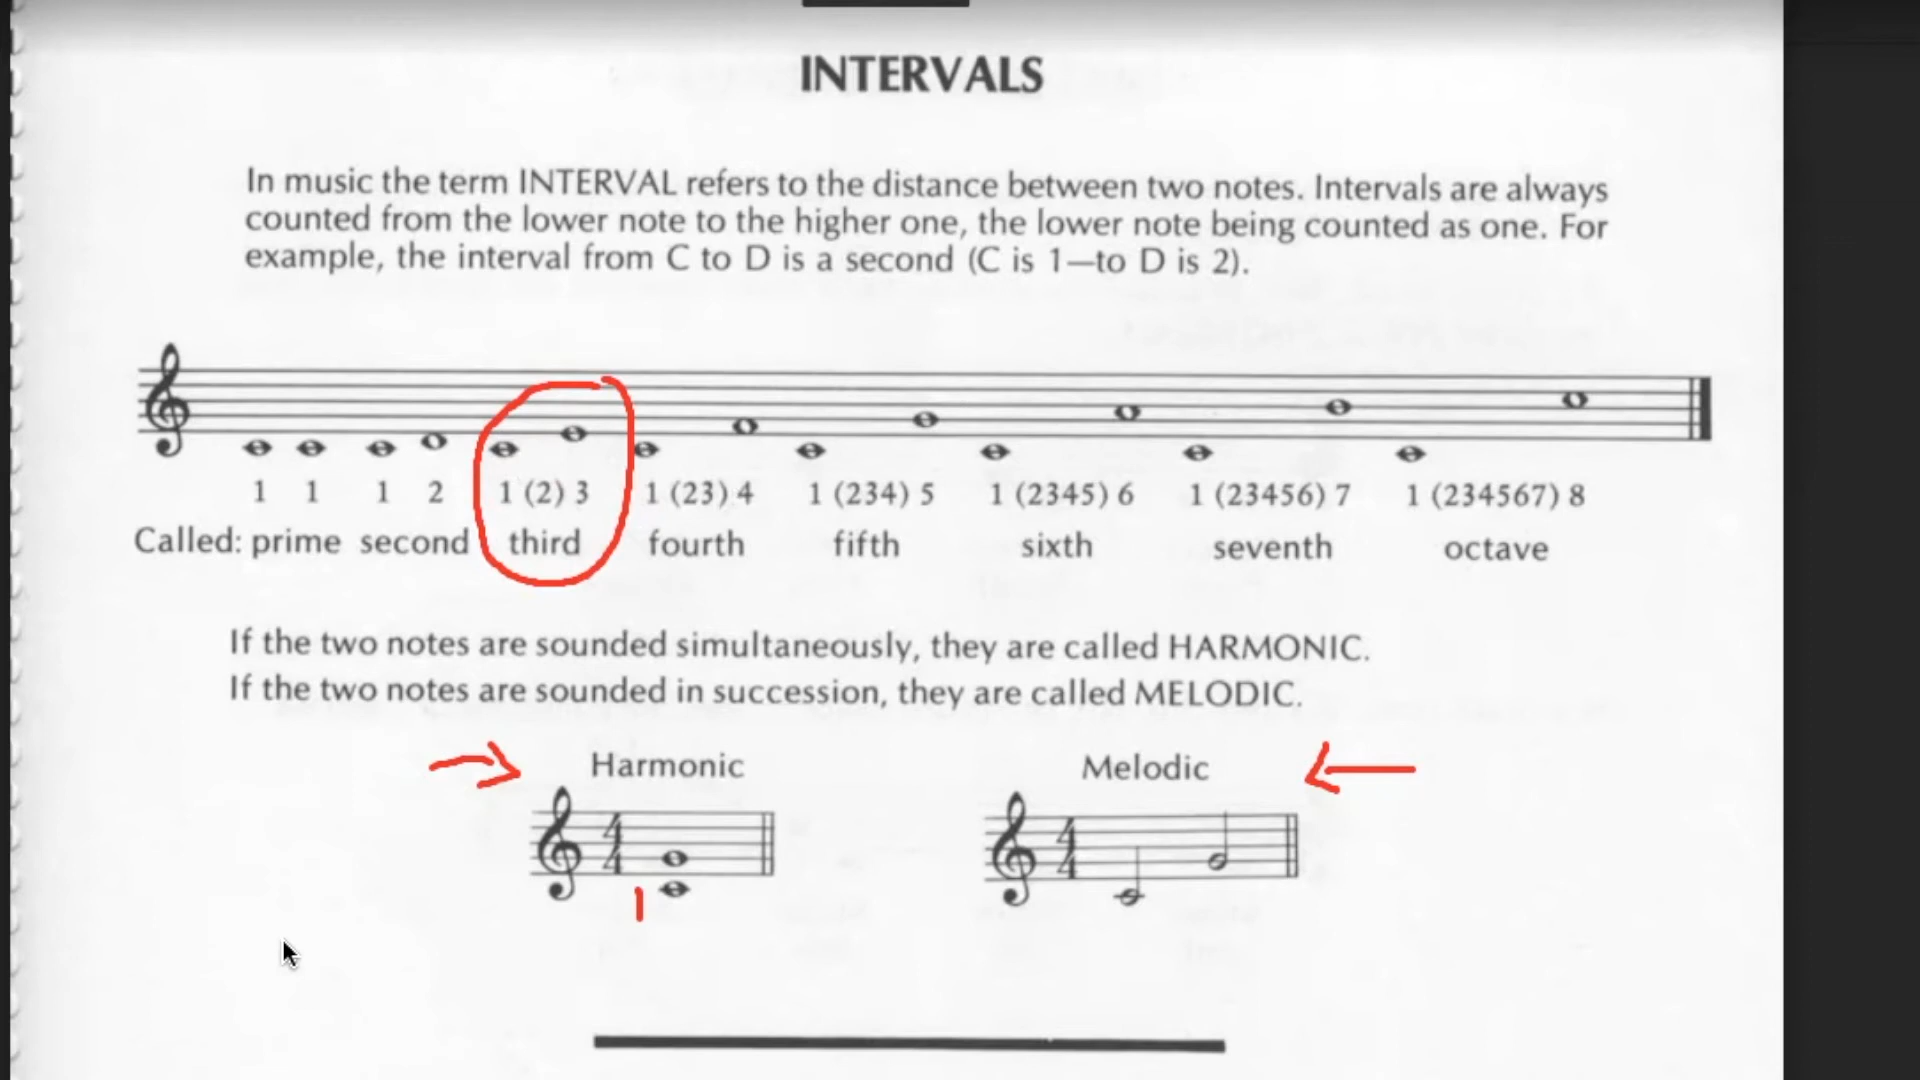 INTERVALS
In music the term INTERVAL refers to the distance between two notes. Intervals are always
counted from the lower note to the higher one, the lower note being counted as one. For
example, the interval from C to D is a second (C is 1—to D is 2).
1 1 1 2 1 (2) 3 1 (23) 4 1 (234) 5 1 (2345) 6 1 (23456) 7 1 (234567) 8
Called: prime second third fourth fifth sixth seventh octave
If the two notes are sounded simultaneously, they are called HARMONIC.
If the two notes are sounded in succession, they are called MELODIC.
Harmonic Melodic
4 4
4 4
1